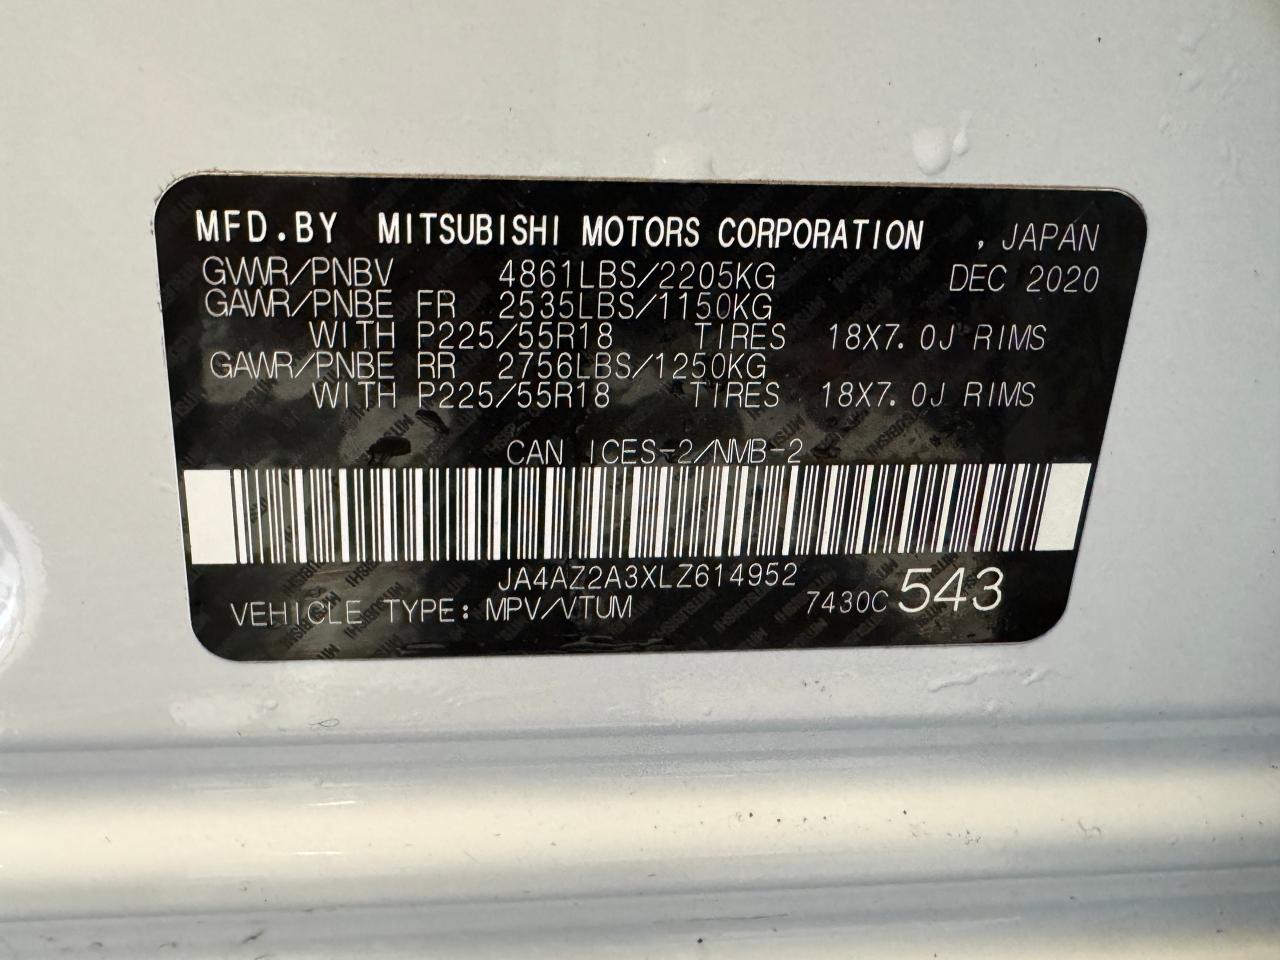 MFD.BY MITSUBISHI MOTORS CORPORATION , JAPAN
GVWR/PNBV 4861LBS/2205KG DEC 2020
GAWR/PNBE FR 2535LBS/1150KG
WITH P225/55R18 TIRES 18X7.0J RIMS
GAWR/PNBE RR 2756LBS/1250KG
WITH P225/55R18 TIRES 18X7.0J RIMS
CAN ICES-2/NMB-2
JA4AZ2A3XLZ614952
VEHICLE TYPE: MPV/VTUM 7430C 543